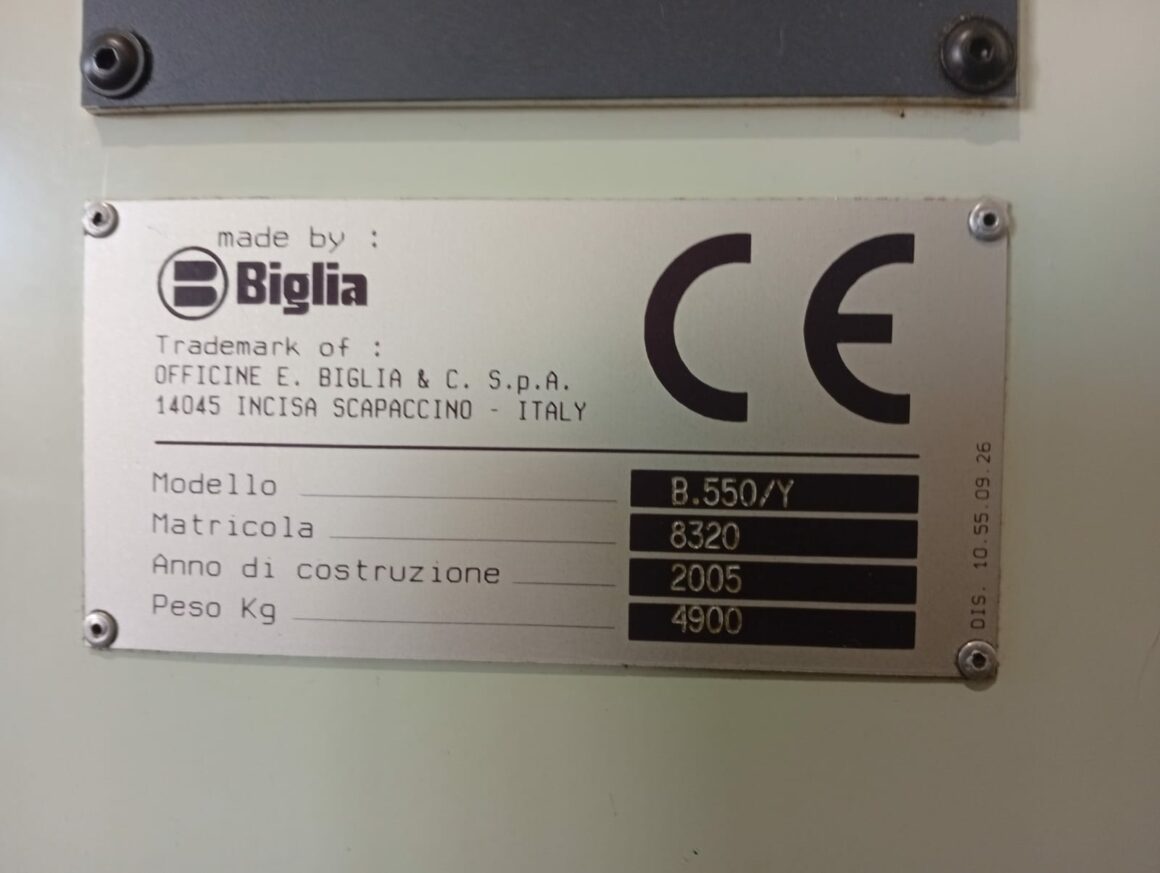 made by :
Biglia
Trademark of :
OFFICINE E. BIGLIA & C. S.p.A.
14045 INCISA SCAPACCINO - ITALY
CE
Modello B.550/Y
Matricola 8320
Anno di costruzione 2005
Peso Kg 4900
DIS. 10.55.09.26